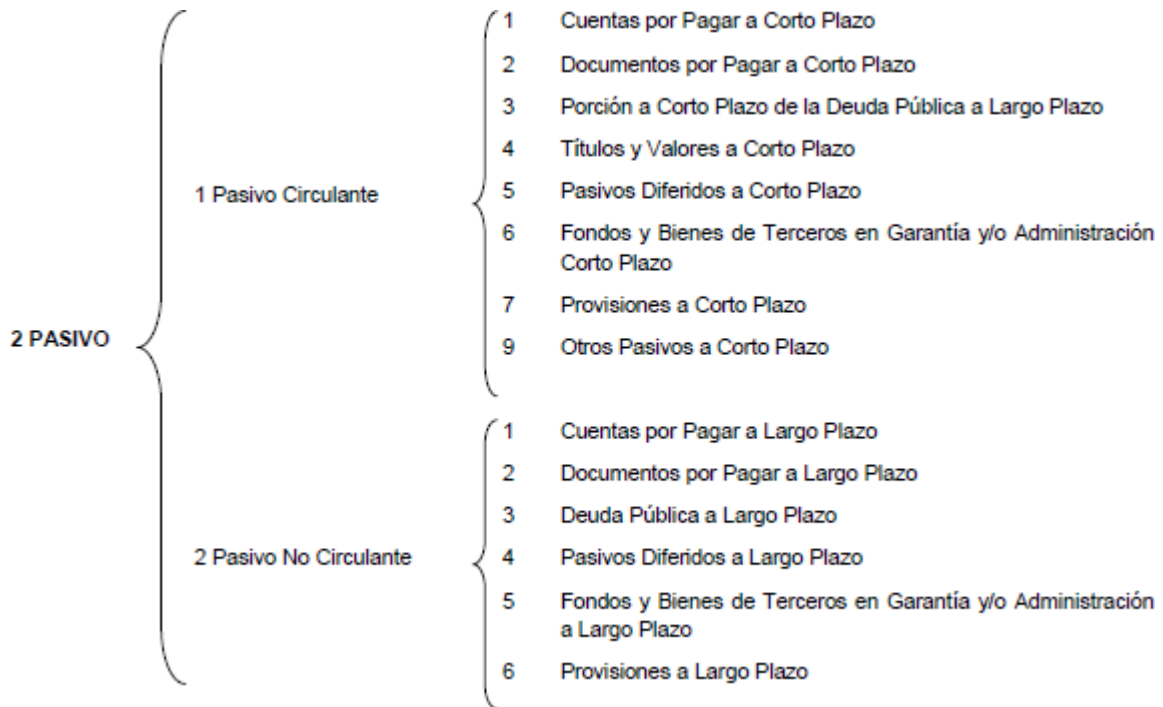 2 PASIVO
1 Pasivo Circulante
1 Cuentas por Pagar a Corto Plazo
2 Documentos por Pagar a Corto Plazo
3 Porción a Corto Plazo de la Deuda Pública a Largo Plazo
4 Títulos y Valores a Corto Plazo
5 Pasivos Diferidos a Corto Plazo
6 Fondos y Bienes de Terceros en Garantía y/o Administración
Corto Plazo
7 Provisiones a Corto Plazo
9 Otros Pasivos a Corto Plazo
2 Pasivo No Circulante
1 Cuentas por Pagar a Largo Plazo
2 Documentos por Pagar a Largo Plazo
3 Deuda Pública a Largo Plazo
4 Pasivos Diferidos a Largo Plazo
5 Fondos y Bienes de Terceros en Garantía y/o Administración
a Largo Plazo
6 Provisiones a Largo Plazo